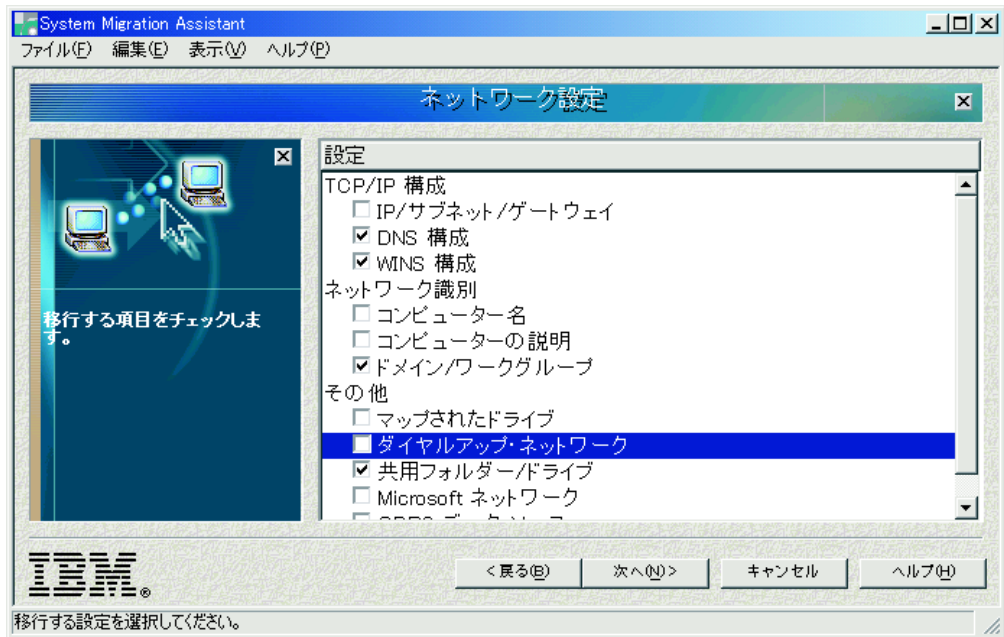 System Migration Assistant
ファイル(F) 編集(E) 表示(V) ヘルプ(P)
ネットワーク設定
移行する項目をチェックしま
す。
設定
TCP/IP 構成
IP/サブネット/ゲートウェイ
DNS 構成
WINS 構成
ネットワーク識別
コンピューター名
コンピューターの説明
ドメイン/ワークグループ
その他
マップされたドライブ
ダイヤルアップ・ネットワーク
共用フォルダー/ドライブ
Microsoft ネットワーク
IBM®
<戻る(B) 次へ(N)> キャンセル ヘルプ(H)
移行する設定を選択してください。